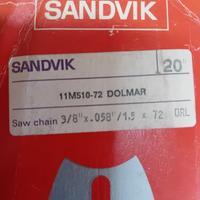 SANDVIK
SANDVIK
20"
11M510-72 DOLMAR
Saw chain 3/8"x.058"/1.5 x 72 DRL